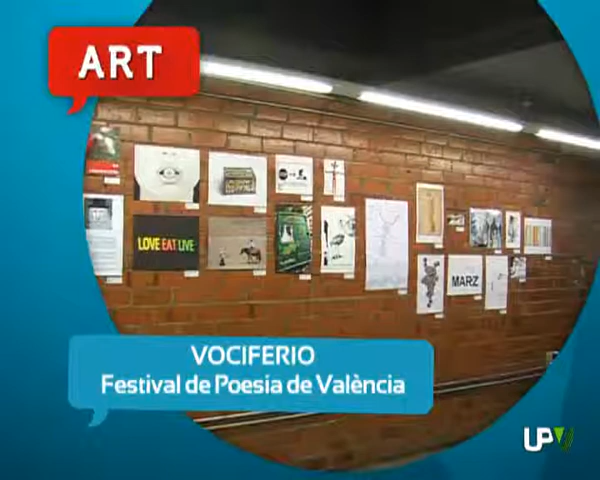 ART
LOVE EAT LIVE
MARZ
VOCIFERIO
Festival de Poesia de València
UPV